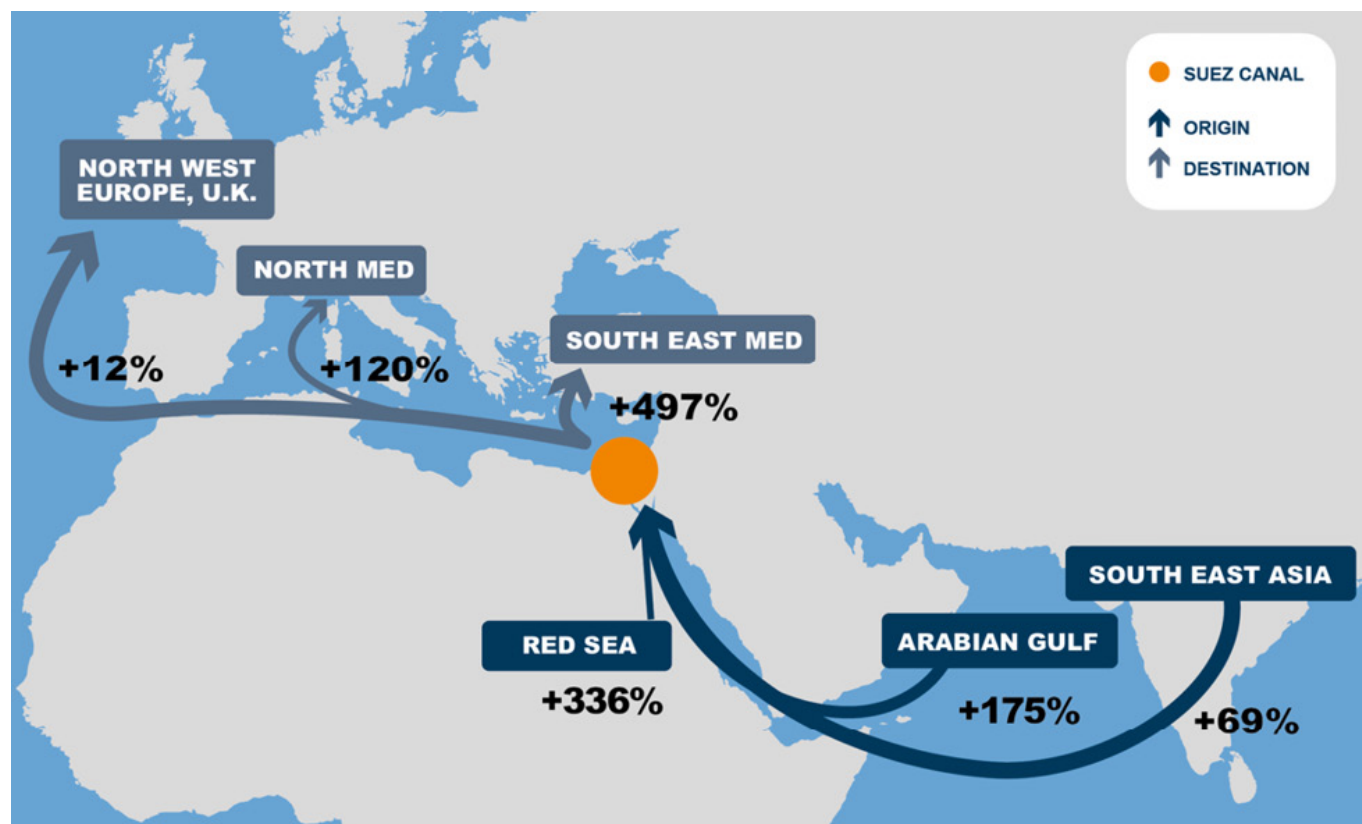 SUEZ CANAL
ORIGIN
DESTINATION
NORTH WEST
EUROPE, U.K.
NORTH MED
SOUTH EAST MED
+12%
+120%
+497%
SOUTH EAST ASIA
RED SEA
ARABIAN GULF
+336%
+175%
+69%